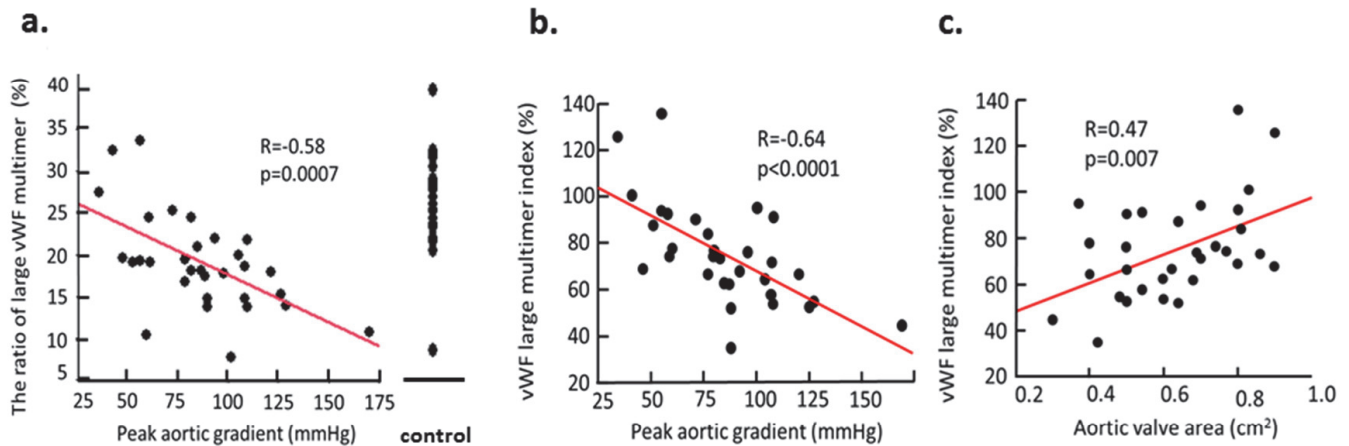 a.
The ratio of large vWF multimer (%)
40
35
30
25
20
15
10
5
R=-0.58
p=0.0007
25 50 75 100 125 150 175
Peak aortic gradient (mmHg)
control
b.
vWF large multimer index (%)
140
120
100
80
60
40
20
R=-0.64
p<0.0001
25 50 75 100 125 150
Peak aortic gradient (mmHg)
c.
vWF large multimer index (%)
140
120
100
80
60
40
20
R=0.47
p=0.007
0.2 0.4 0.6 0.8 1.0
Aortic valve area (cm²)